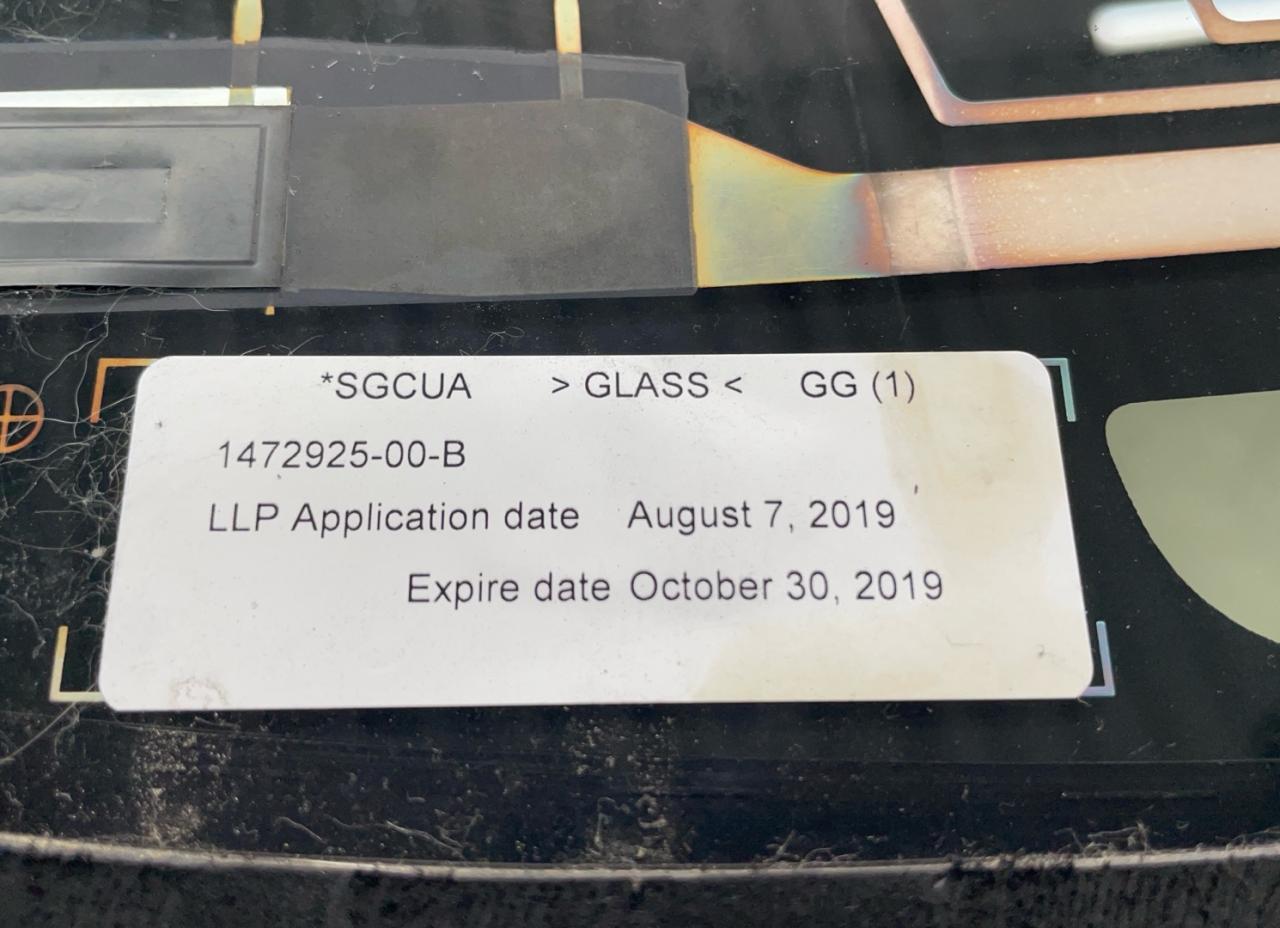 *SGCUA > GLASS < GG (1)
1472925-00-B
LLP Application date August 7, 2019
Expire date October 30, 2019